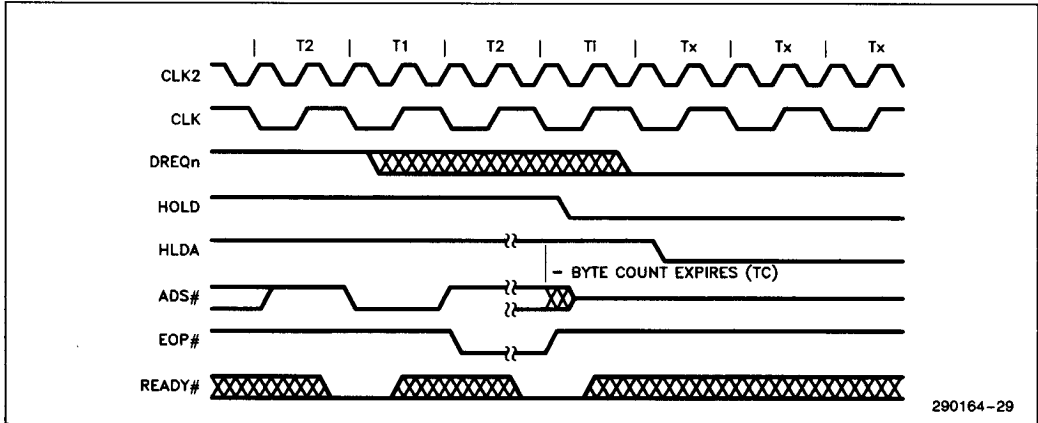 | T2 | T1 | T2 | Ti | Tx | Tx | Tx
CLK2
CLK
DREQn
HOLD
HLDA
– BYTE COUNT EXPIRES (TC)
ADS#
EOP#
READY#
290164–29